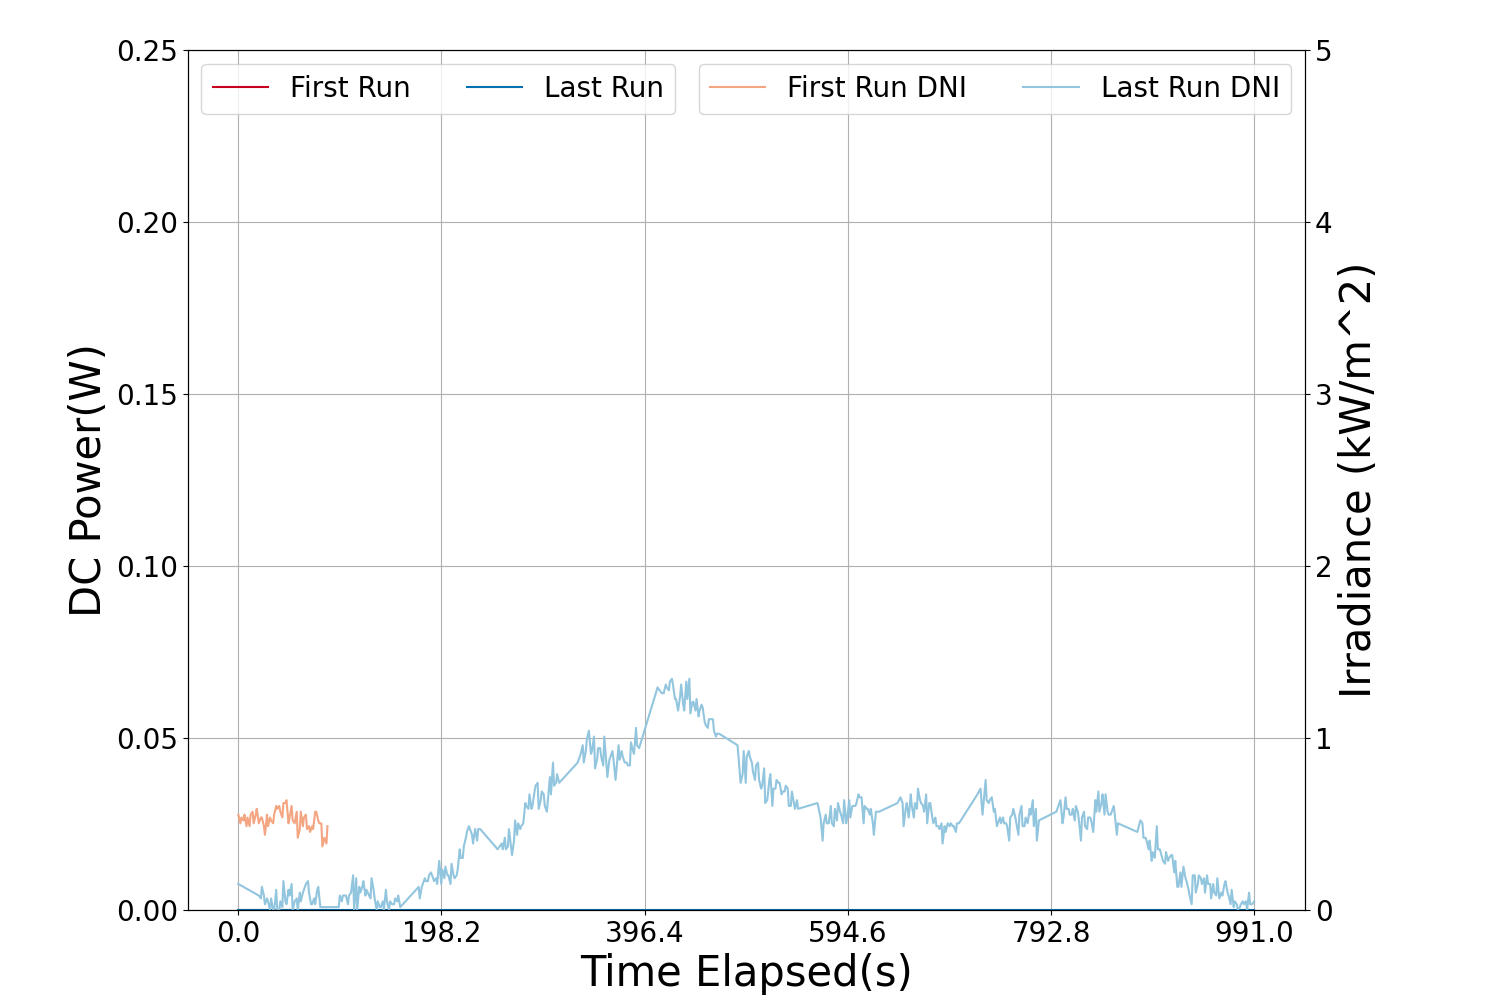 First Run
Last Run
First Run DNI
Last Run DNI
0.25
0.20
0.15
0.10
0.05
0.00
DC Power(W)
5
4
3
2
1
0
Irradiance (kW/m^2)
0.0 198.2 396.4 594.6 792.8 991.0
Time Elapsed(s)